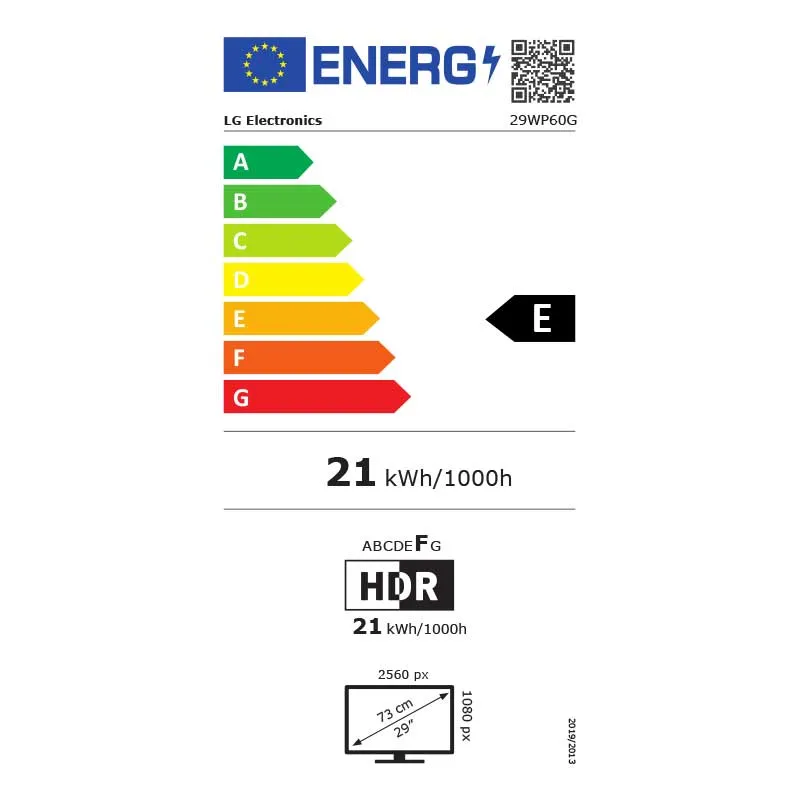 ENERG
LG Electronics 29WP60G
A
B
C
D
E
E
F
G
21 kWh/1000h
ABCDEFG
HDR
21 kWh/1000h
2560 px
73 cm
29”
1080 px
2019/2013